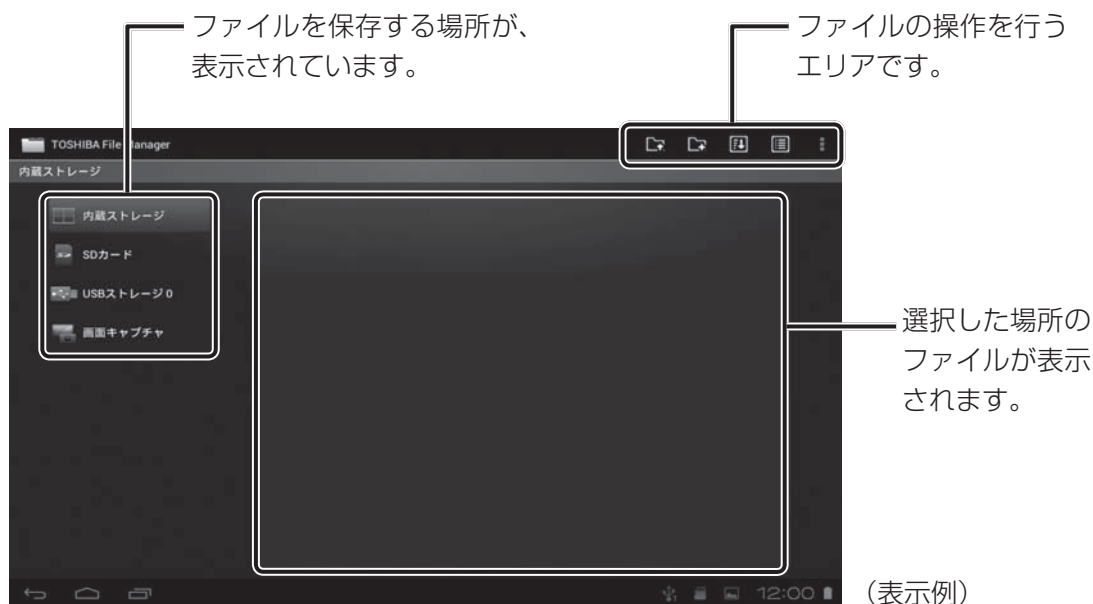 ファイルを保存する場所が、
表示されています。
ファイルの操作を行う
エリアです。
TOSHIBA File Manager
内蔵ストレージ
内蔵ストレージ
SDカード
USBストレージ 0
画面キャプチャ
選択した場所の
ファイルが表示
されます。
12:00
（表示例）